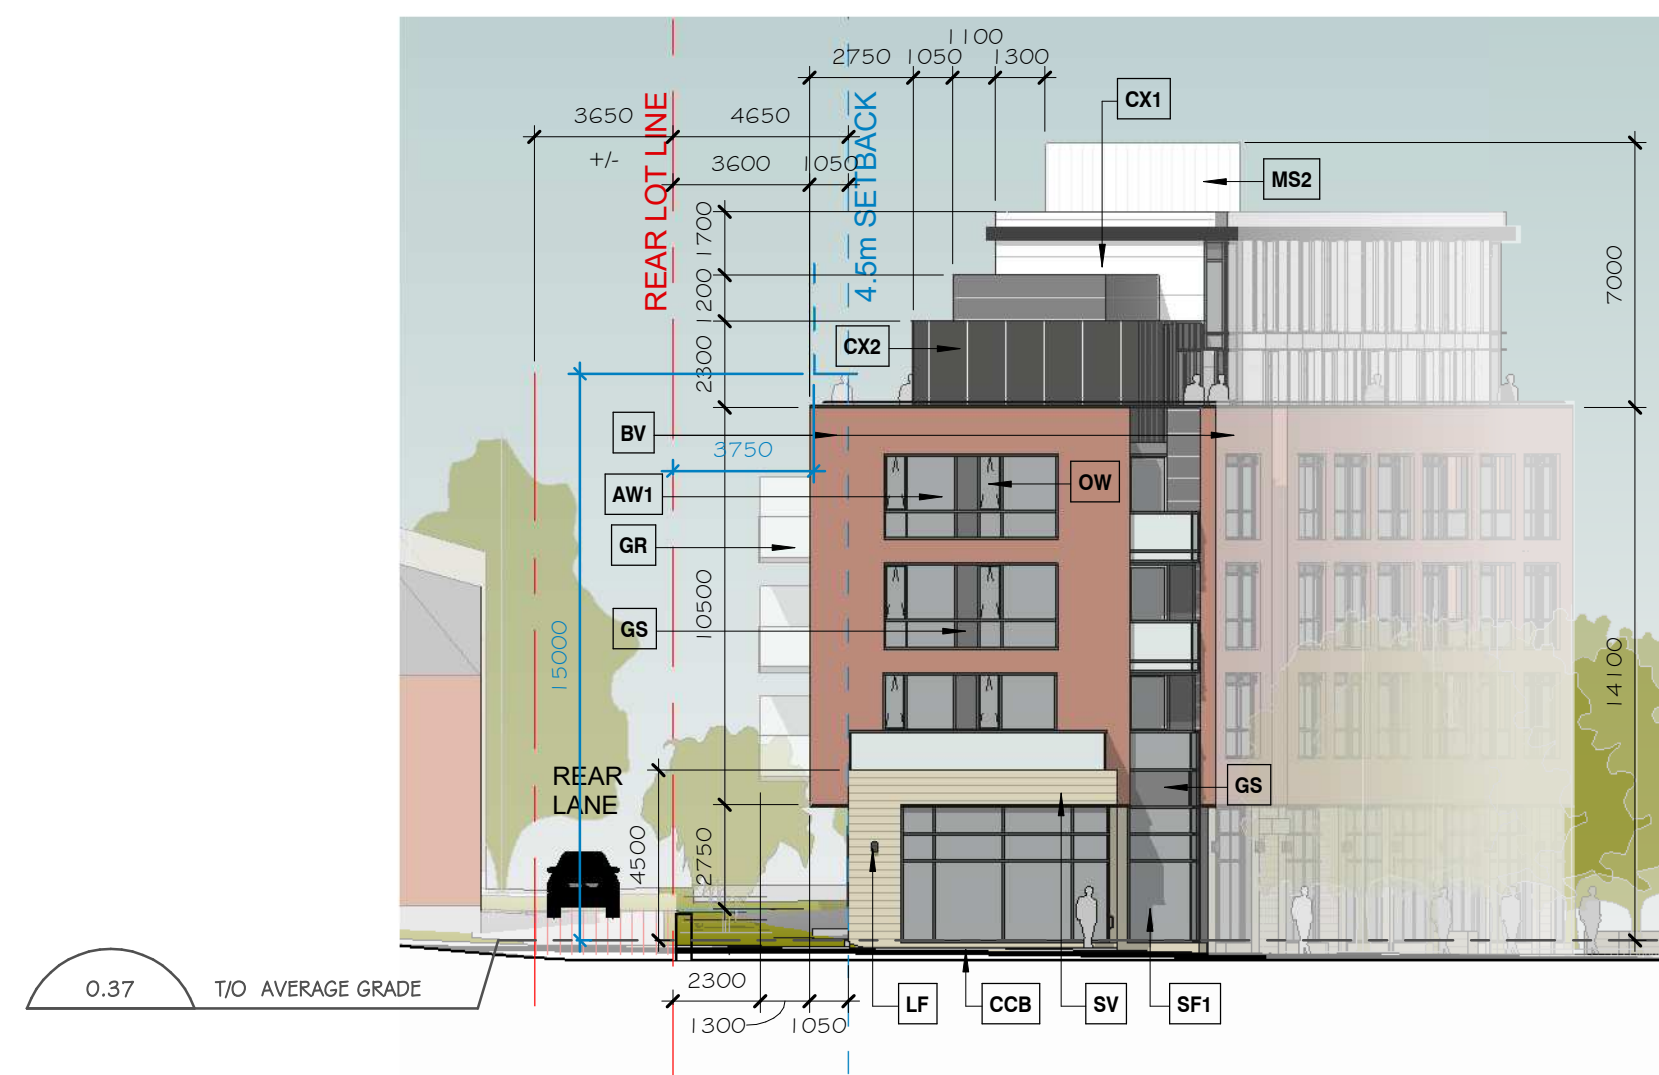 1100
2750 1050 1300
CX1
3650 4650
+/-
3600 1050
REAR LOT LINE
4.5m SETBACK
MS2
1700
1200
2300
7000
CX2
BV
3750
AW1
OW
GR
10500
GS
15000
14100
REAR
LANE
GS
4500
2750
0.37 T/O AVERAGE GRADE
2300
1300 1050
LF
CCB
SV
SF1